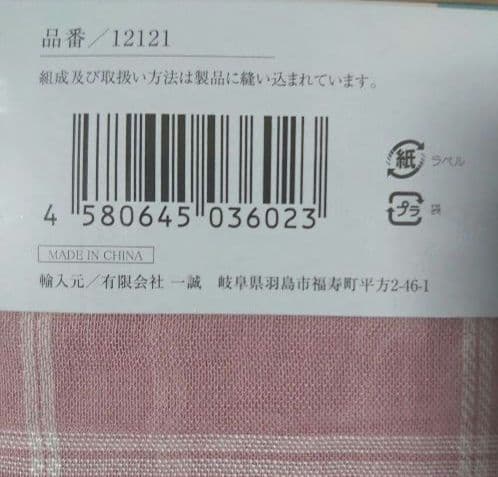 品番/12121
組成及び取扱い方法は製品に縫い込まれています。
4 580645 036023
紙 ラベル
プラ 袋
MADE IN CHINA
輸入元/有限会社 一誠 岐阜県羽島市福寿町平方2-46-1